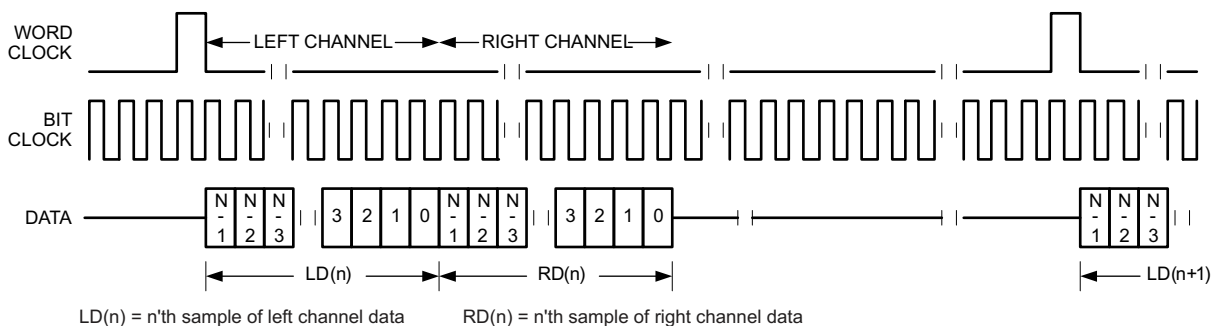 WORD
CLOCK
LEFT CHANNEL
RIGHT CHANNEL
BIT
CLOCK
DATA
N-1 N-2 N-3 3 2 1 0 N-1 N-2 N-3 3 2 1 0 N-1 N-2 N-3
LD(n) RD(n) LD(n+1)
LD(n) = n'th sample of left channel data RD(n) = n'th sample of right channel data